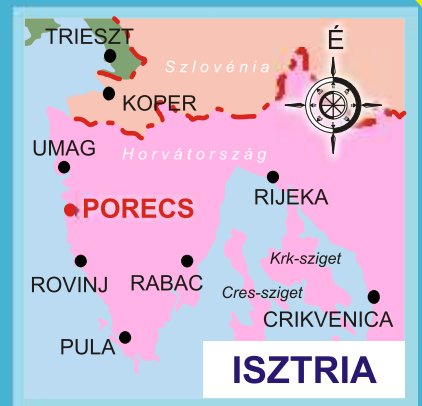 TRIESZT
É
Szlovénia
KOPER
UMAG
Horvátország
RIJEKA
PORECS
Krk-sziget
ROVINJ
RABAC
Cres-sziget
CRIKVENICA
PULA
ISZTRIA